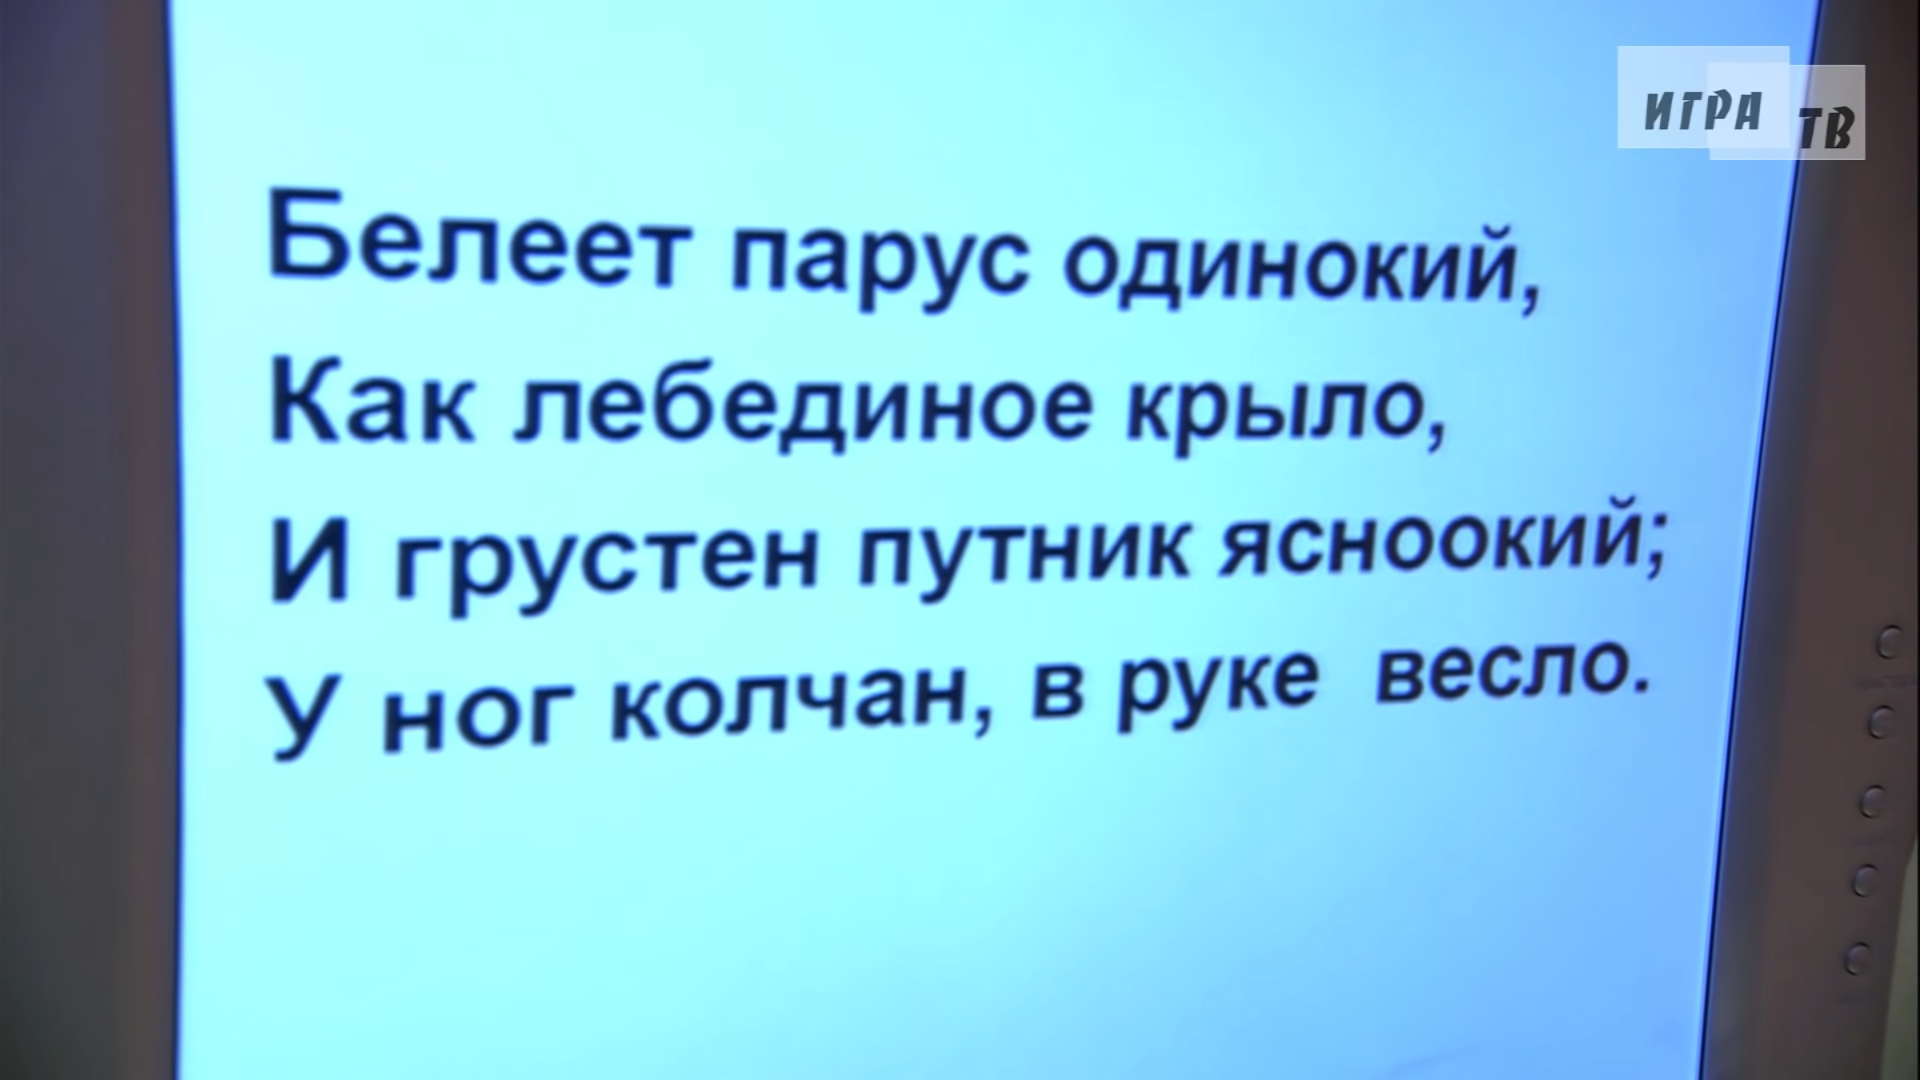 ИГРА ТВ
Белеет парус одинокий,
Как лебединое крыло,
И грустен путник ясноокий;
У ног колчан, в руке весло.